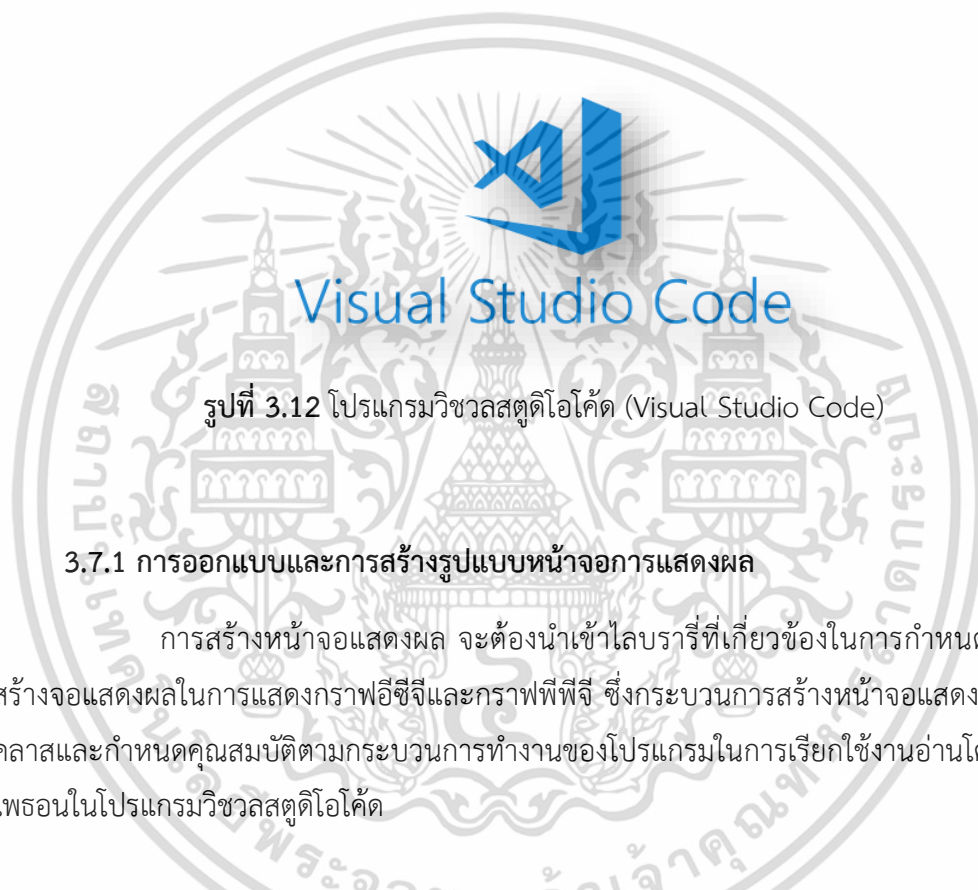 Visual Studio Code
รูปที่ 3.12 โปรแกรมวิชวลสตูดิโอโค้ด (Visual Studio Code)
3.7.1 การออกแบบและการสร้างรูปแบบหน้าจอการแสดงผล
การสร้างหน้าจอแสดงผล จะต้องนำเข้าไลบรารี่ที่เกี่ยวข้องในการกำหนด
สร้างจอแสดงผลในการแสดงกราฟอีซีจีและกราฟพีพีจี ซึ่งกระบวนการสร้างหน้าจอแสดง
คลาสและกำหนดคุณสมบัติตามกระบวนการทำงานของโปรแกรมในการเรียกใช้งานอ่านโค
ไพธอนในโปรแกรมวิชวลสตูดิโอโค้ด